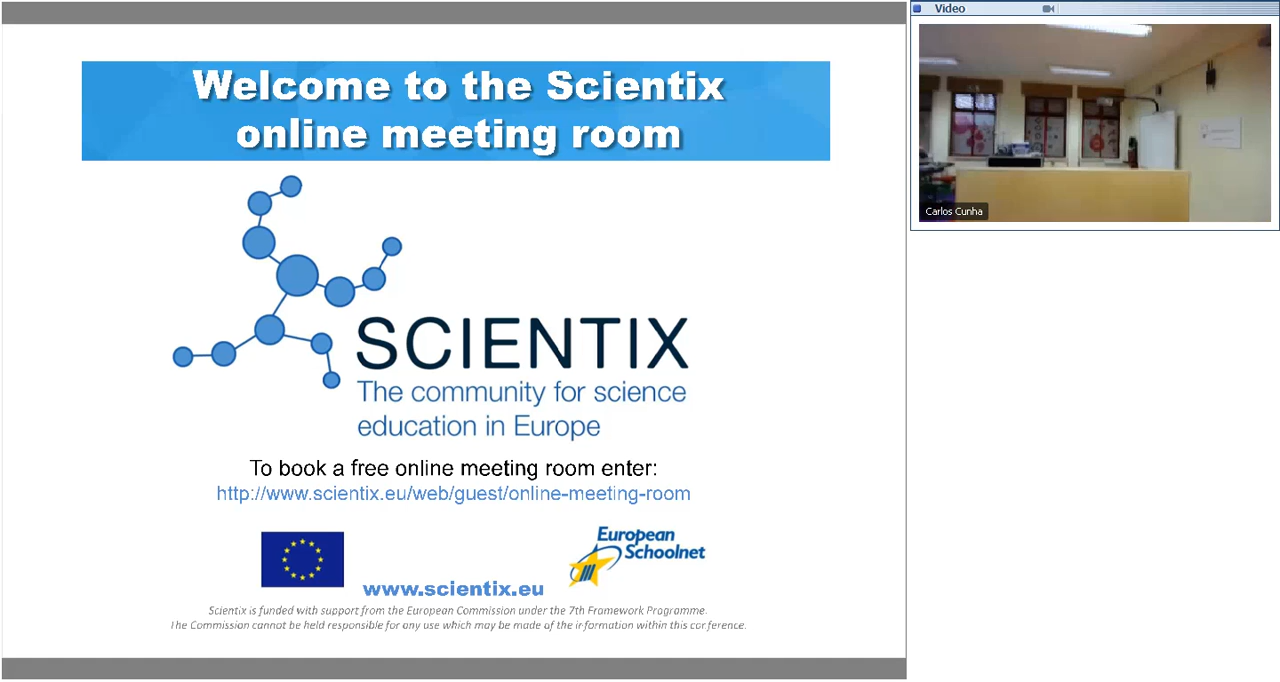 Welcome to the Scientix
online meeting room
SCIENTIX
The community for science
education in Europe
To book a free online meeting room enter:
http://www.scientix.eu/web/guest/online-meeting-room
European
Schoolnet
www.scientix.eu
Scientix is funded with support from the European Commission under the 7th Framework Programme.
The Commission cannot be held responsible for any use which may be made of the information within this conference.
Video
Carlos Cunha